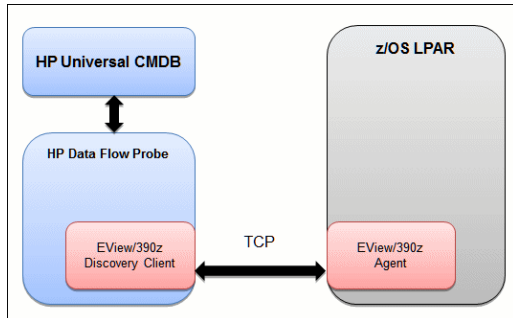 HP Universal CMDB
z/OS LPAR
HP Data Flow Probe
EView/390z
Discovery Client
TCP
EView/390z
Agent